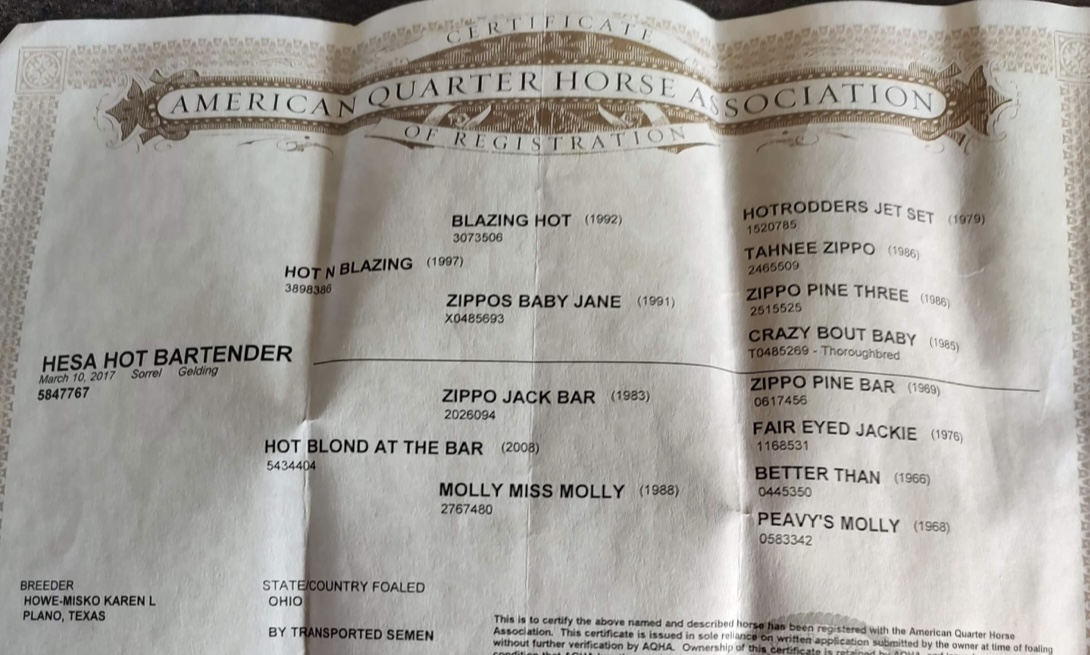 CERTIFICATE
AMERICAN QUARTER HORSE ASSOCIATION
OF REGISTRATION
BLAZING HOT (1992)
3073506
HOTRODDERS JET SET (1979)
1520785
TAHNEE ZIPPO (1986)
2465509
HOT N BLAZING (1997)
3898386
ZIPPOS BABY JANE (1991)
X0485693
ZIPPO PINE THREE (1986)
2515525
CRAZY BOUT BABY (1985)
T0485269 - Thoroughbred
HESA HOT BARTENDER
March 10, 2017 Sorrel Gelding
5847767
ZIPPO JACK BAR (1983)
2026094
ZIPPO PINE BAR (1969)
0617456
FAIR EYED JACKIE (1976)
1168531
HOT BLOND AT THE BAR (2008)
5434404
MOLLY MISS MOLLY (1988)
2767480
BETTER THAN (1966)
0445350
PEAVY'S MOLLY (1968)
0583342
BREEDER
HOWE-MISKO KAREN L
PLANO, TEXAS
STATE/COUNTRY FOALED
OHIO
BY TRANSPORTED SEMEN
This is to certify the above named and described horse has been registered with the American Quarter Horse
Association. This certificate is issued in sole reliance on written application submitted by the owner at time of foaling
without further verification by AQHA. Ownership of this certificate is retained by AQHA, and